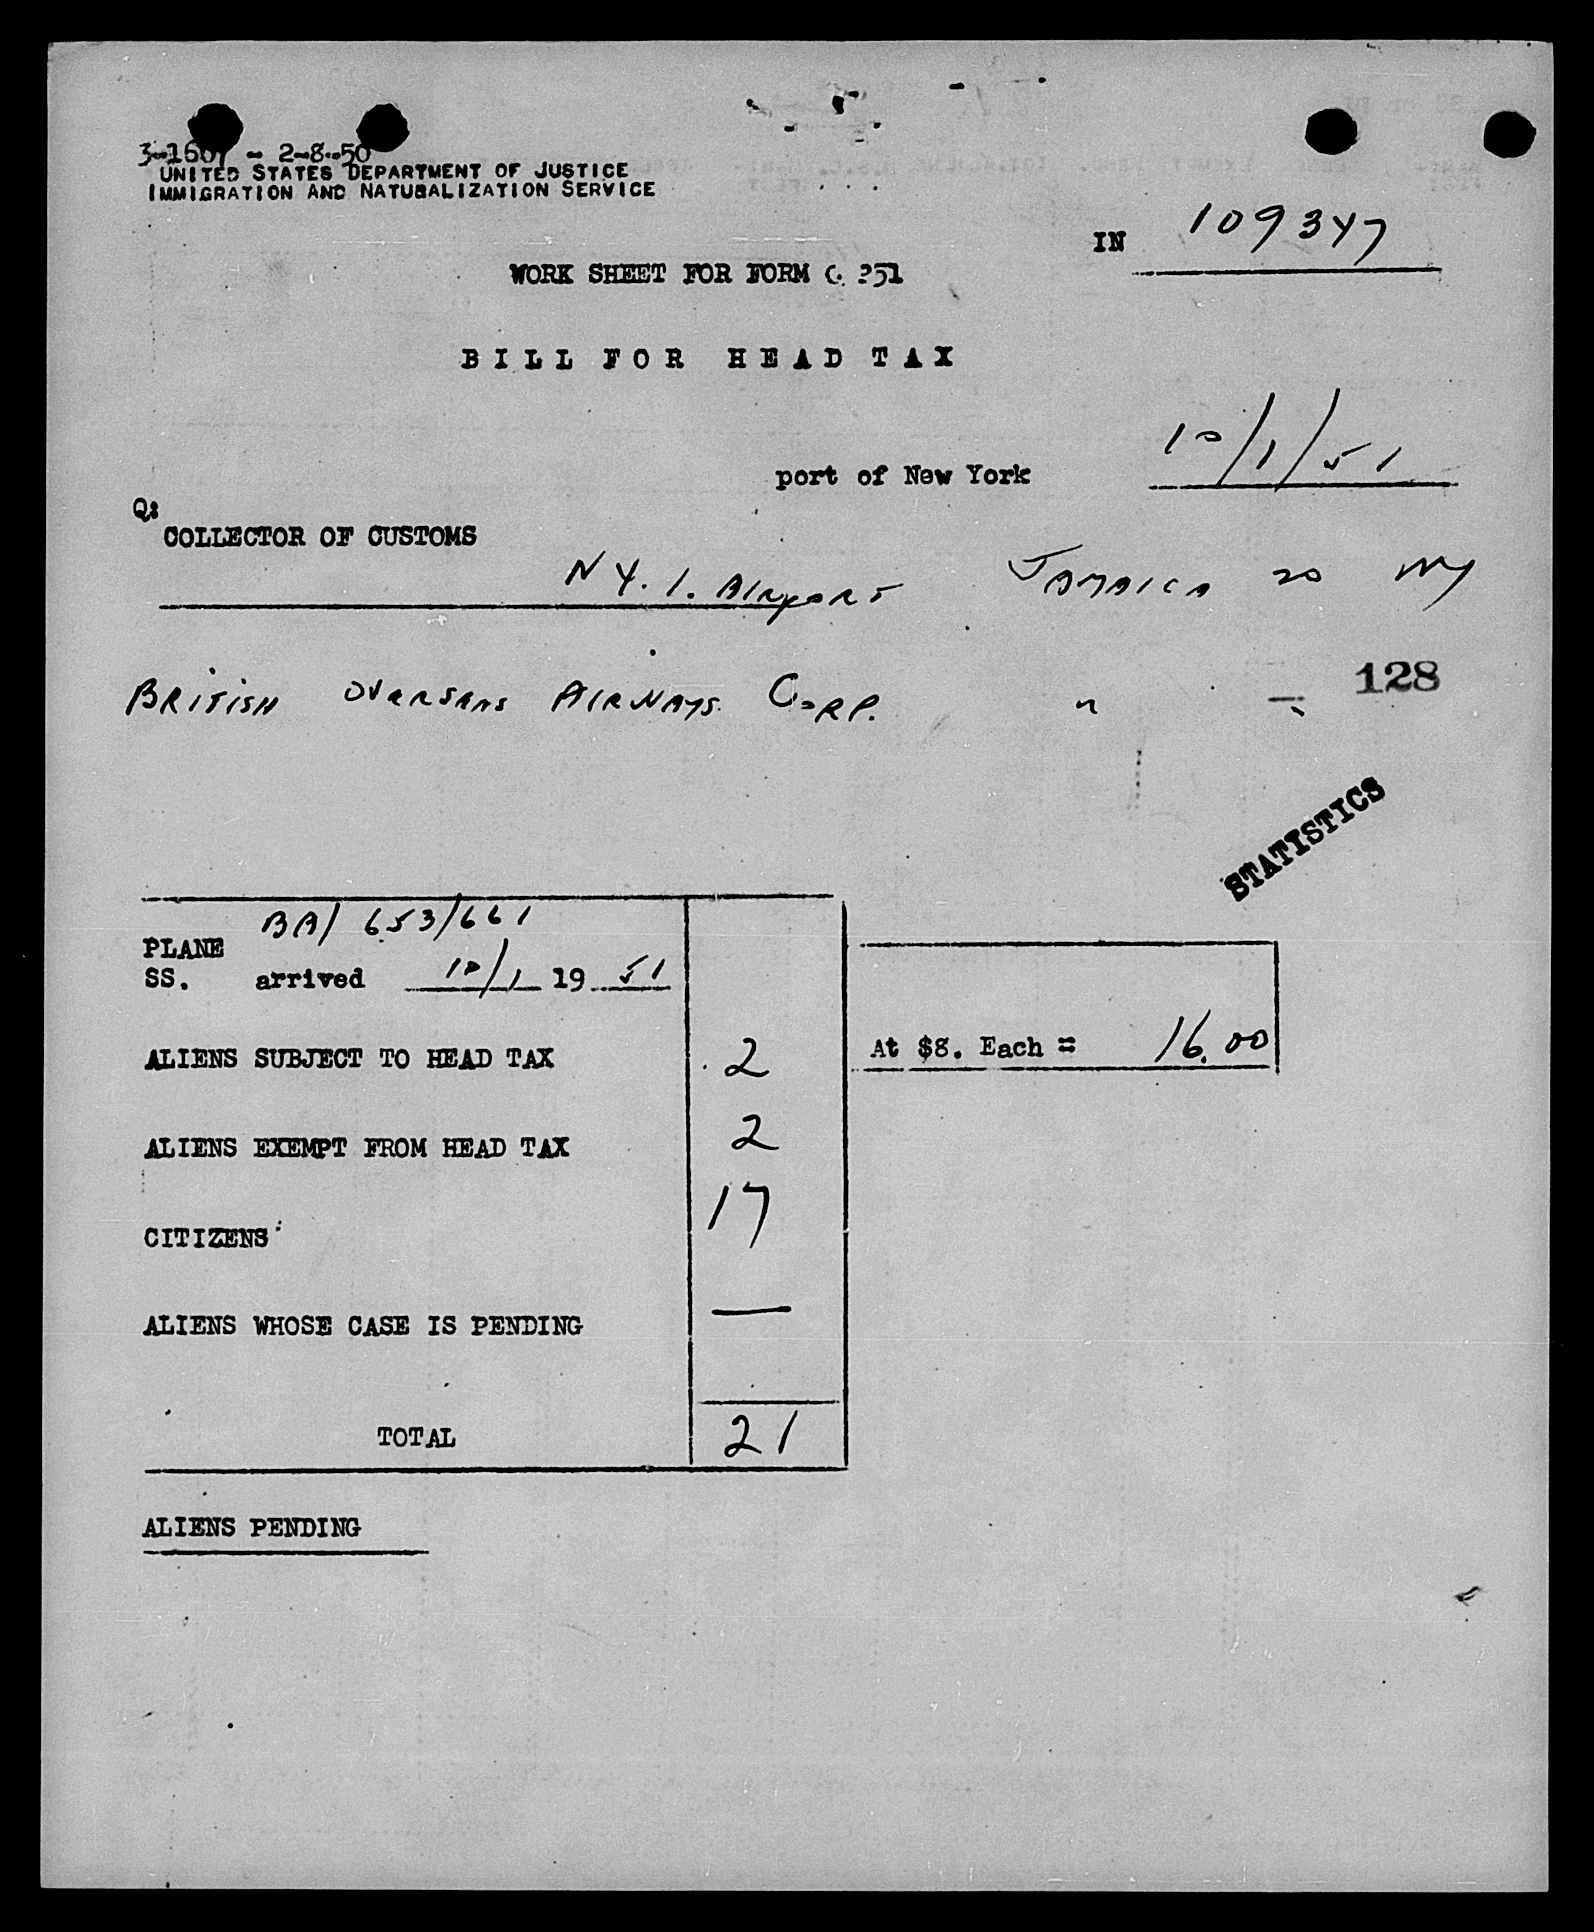 3-1607 - 2-8-50
UNITED STATES DEPARTMENT OF JUSTICE
IMMIGRATION AND NATURALIZATION SERVICE
IN 109347
WORK SHEET FOR FORM 251
BILL FOR HEAD TAX
port of New York 10/1/51
Q:
COLLECTOR OF CUSTOMS
N Y. I. AIRPORT JAMAICA 20 NY
BRITISH OVERSEAS AIRWAYS CORP. "
128
STATISTICS
BA/ 653/661
PLANE
SS. arrived 10/1 19 51
ALIENS SUBJECT TO HEAD TAX 2 At $8. Each = 16.00
ALIENS EXEMPT FROM HEAD TAX 2
CITIZENS 17
ALIENS WHOSE CASE IS PENDING —
TOTAL 21
ALIENS PENDING